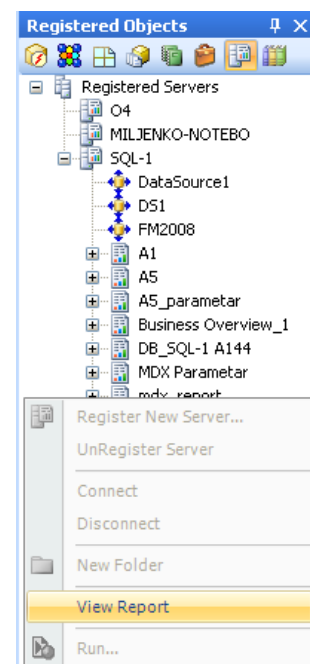 Registered Objects
Registered Servers
O4
MILJENKO-NOTEBO
SQL-1
DataSource1
DS1
FM2008
A1
A5
A5_parametar
Business Overview_1
DB_SQL-1 A144
MDX Parametar
mdx_report
Register New Server...
UnRegister Server
Connect
Disconnect
New Folder
View Report
Run...